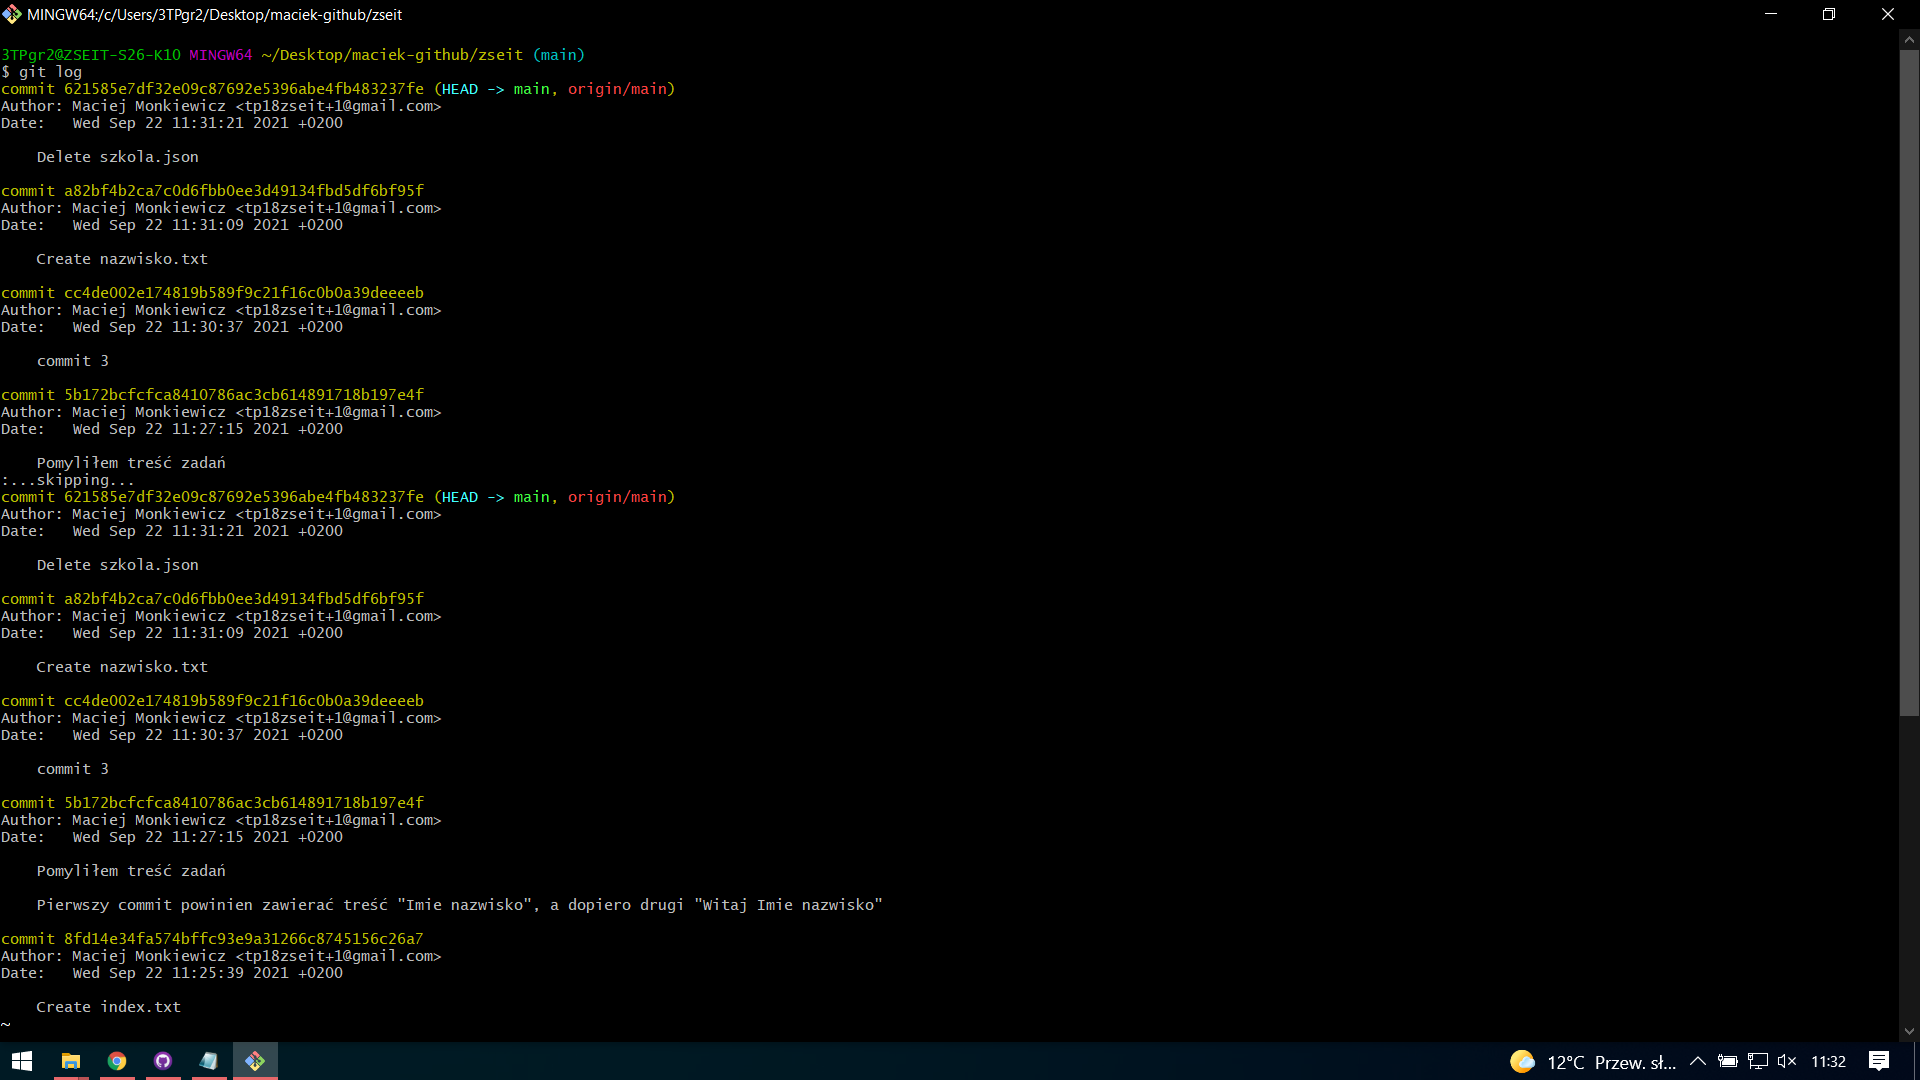 MINGW64:/c/Users/3TPgr2/Desktop/maciek-github/zseit
3TPgr2@ZSEIT-S26-K10 MINGW64 ~/Desktop/maciek-github/zseit (main)
$ git log
commit 621585e7df32e09c87692e5396abe4fb483237fe (HEAD -> main, origin/main)
Author: Maciej Monkiewicz <tp18zseit+1@gmail.com>
Date:   Wed Sep 22 11:31:21 2021 +0200
Delete szkola.json
commit a82bf4b2ca7c0d6fbb0ee3d49134fbd5df6bf95f
Author: Maciej Monkiewicz <tp18zseit+1@gmail.com>
Date:   Wed Sep 22 11:31:09 2021 +0200
Create nazwisko.txt
commit cc4de002e174819b589f9c21f16c0b0a39deeeeb
Author: Maciej Monkiewicz <tp18zseit+1@gmail.com>
Date:   Wed Sep 22 11:30:37 2021 +0200
commit 3
commit 5b172bcfcfca8410786ac3cb614891718b197e4f
Author: Maciej Monkiewicz <tp18zseit+1@gmail.com>
Date:   Wed Sep 22 11:27:15 2021 +0200
Pomyliłem treść zadań
:...skipping...
commit 621585e7df32e09c87692e5396abe4fb483237fe (HEAD -> main, origin/main)
Author: Maciej Monkiewicz <tp18zseit+1@gmail.com>
Date:   Wed Sep 22 11:31:21 2021 +0200
Delete szkola.json
commit a82bf4b2ca7c0d6fbb0ee3d49134fbd5df6bf95f
Author: Maciej Monkiewicz <tp18zseit+1@gmail.com>
Date:   Wed Sep 22 11:31:09 2021 +0200
Create nazwisko.txt
commit cc4de002e174819b589f9c21f16c0b0a39deeeeb
Author: Maciej Monkiewicz <tp18zseit+1@gmail.com>
Date:   Wed Sep 22 11:30:37 2021 +0200
commit 3
commit 5b172bcfcfca8410786ac3cb614891718b197e4f
Author: Maciej Monkiewicz <tp18zseit+1@gmail.com>
Date:   Wed Sep 22 11:27:15 2021 +0200
Pomyliłem treść zadań
Pierwszy commit powinien zawierać treść "Imie nazwisko", a dopiero drugi "Witaj Imie nazwisko"
commit 8fd14e34fa574bffc93e9a31266c8745156c26a7
Author: Maciej Monkiewicz <tp18zseit+1@gmail.com>
Date:   Wed Sep 22 11:25:39 2021 +0200
Create index.txt
~
12°C Przew. sł... 11:32